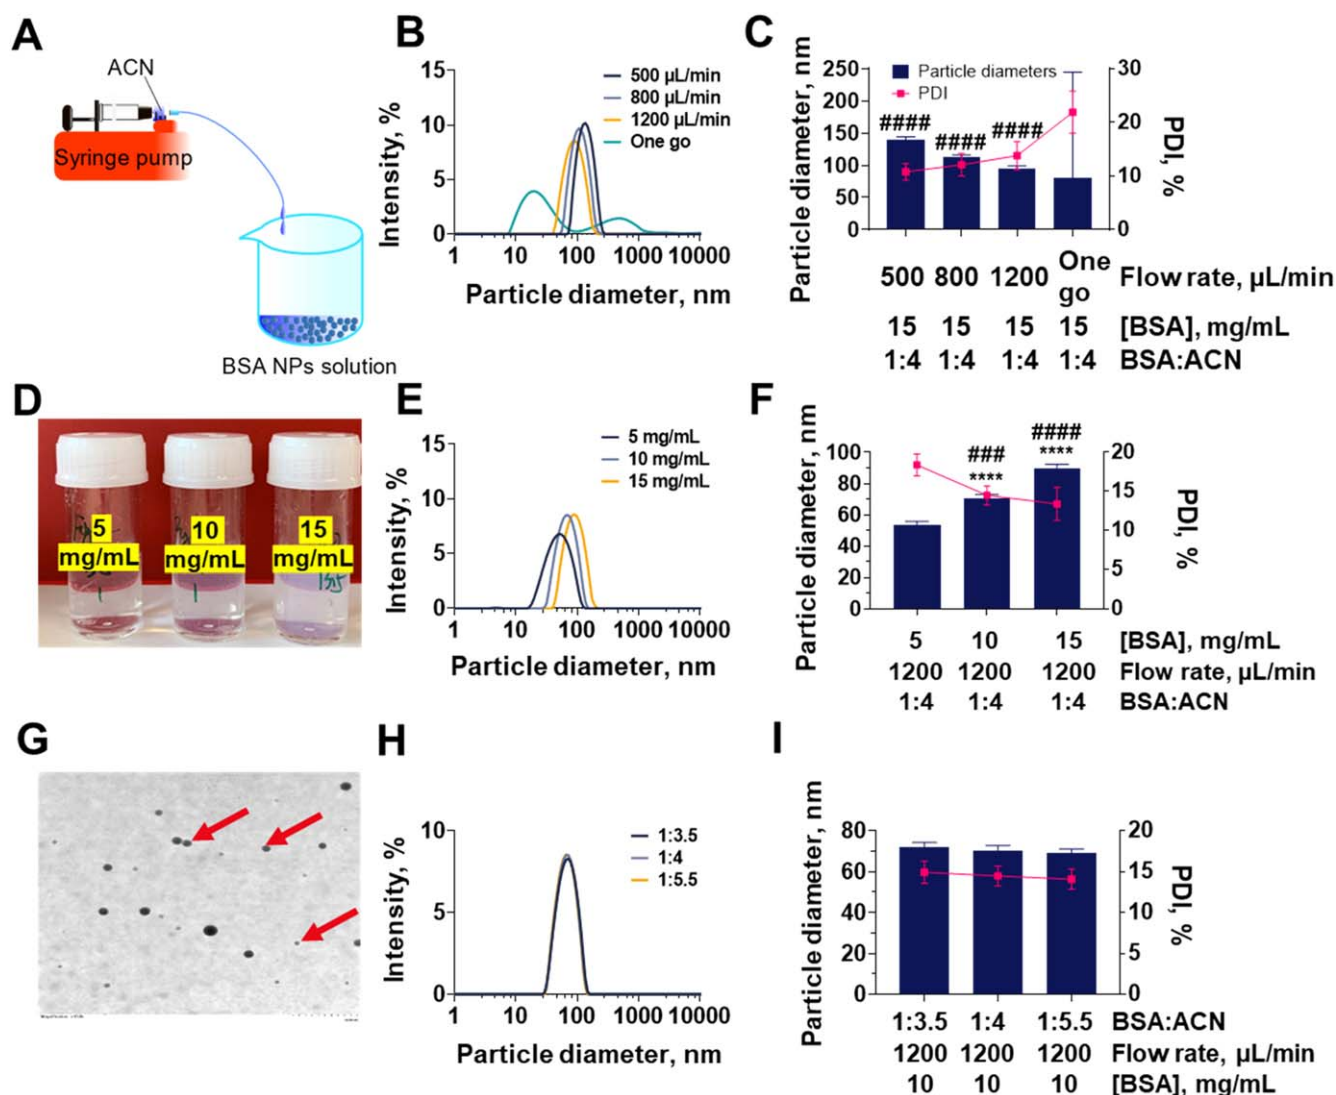 A
ACN
Syringe pump
BSA NPs solution
B
Intensity, %
15
10
5
0
500 µL/min
800 µL/min
1200 µL/min
One go
1 10 100 1000 10000
Particle diameter, nm
C
Particle diameter, nm
250
200
150
100
50
0
Particle diameters
PDI
#### #### ####
30
20
10
0
PDI, %
500 800 1200 One go Flow rate, µL/min
15 15 15 15 [BSA], mg/mL
1:4 1:4 1:4 1:4 BSA:ACN
D
5 mg/mL
10 mg/mL
15 mg/mL
E
Intensity, %
15
10
5
0
5 mg/mL
10 mg/mL
15 mg/mL
1 10 100 1000 10000
Particle diameter, nm
F
Particle diameter, nm
100
80
60
40
20
0
###
****
####
****
20
15
10
5
0
PDI, %
5 10 15 [BSA], mg/mL
1200 1200 1200 Flow rate, µL/min
1:4 1:4 1:4 BSA:ACN
G
H
Intensity, %
10
5
0
1:3.5
1:4
1:5.5
1 10 100 1000 10000
Particle diameter, nm
I
Particle diameter, nm
80
60
40
20
0
20
15
10
5
0
PDI, %
1:3.5 1:4 1:5.5 BSA:ACN
1200 1200 1200 Flow rate, µL/min
10 10 10 [BSA], mg/mL